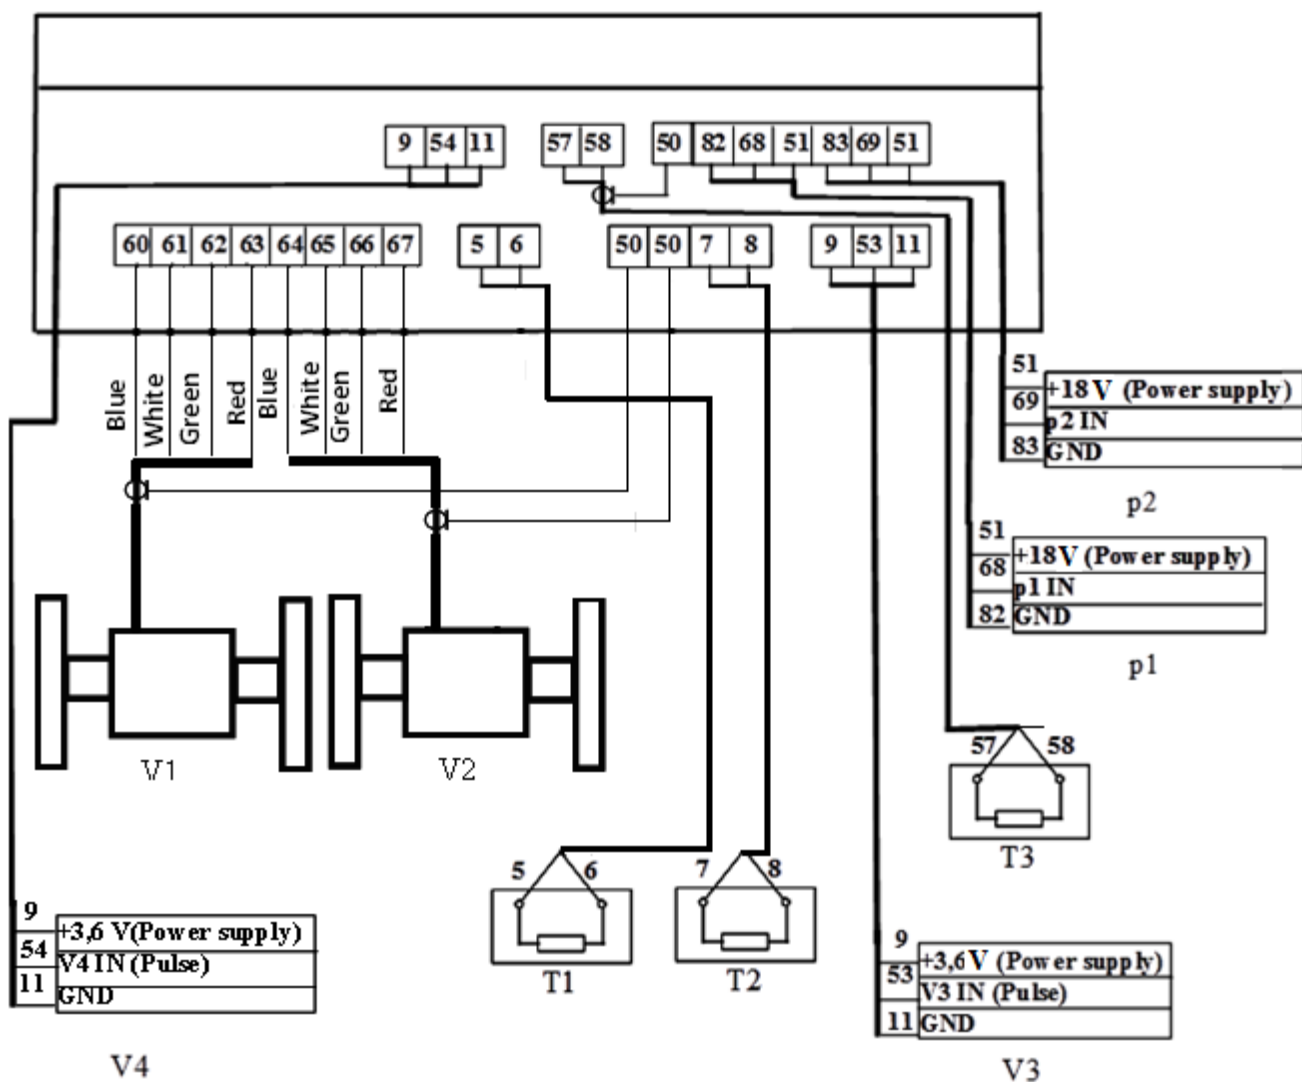 9 54 11
57 58
50 82 68 51 83 69 51
60 61 62 63 64 65 66 67
5 6
50 50 7 8
9 53 11
Blue
White
Green
Red
Blue
White
Green
Red
51
+18V (Power supply)
69
p2 IN
83
GND
p2
51
+18V (Power supply)
68
p1 IN
82
GND
p1
V1
V2
57 58
T3
5 6
T1
7 8
T2
9
+3,6 V(Power supply)
54
V4 IN (Pulse)
11
GND
V4
9
+3,6V (Power supply)
53
V3 IN (Pulse)
11 GND
V3